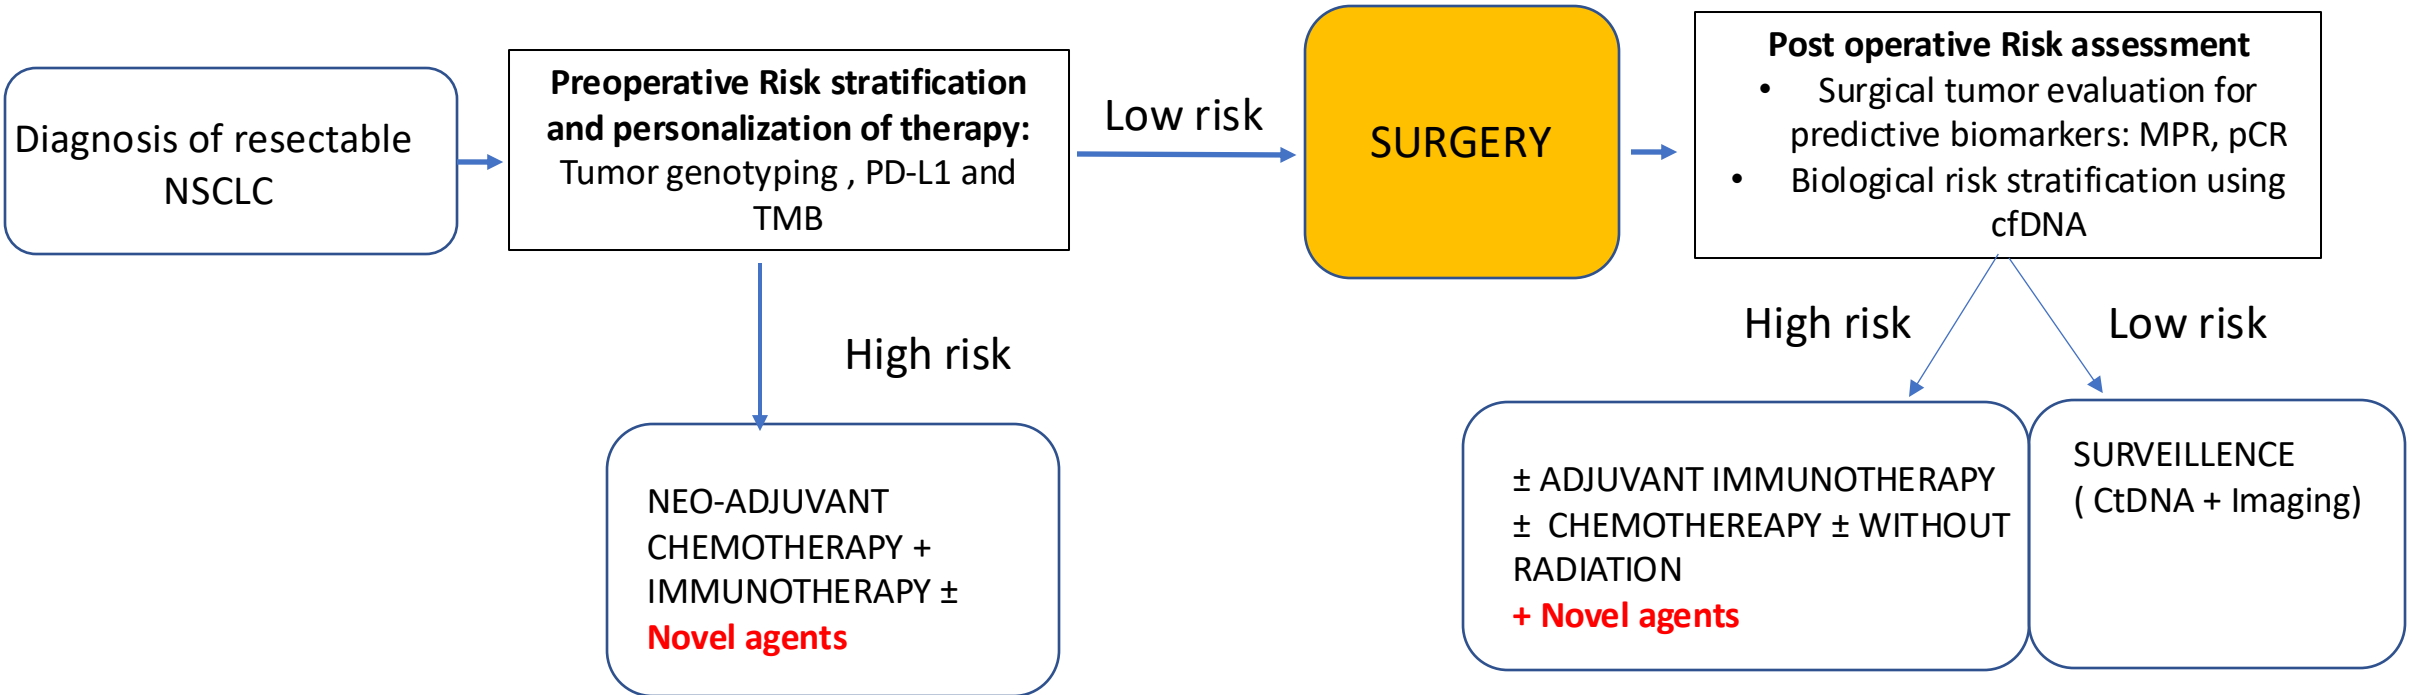 Diagnosis of resectable
NSCLC
Preoperative Risk stratification
and personalization of therapy:
Tumor genotyping , PD-L1 and
TMB
Low risk
High risk
NEO-ADJUVANT
CHEMOTHERAPY +
IMMUNOTHERAPY ±
Novel agents
SURGERY
Post operative Risk assessment
• Surgical tumor evaluation for
predictive biomarkers: MPR, pCR
• Biological risk stratification using
cfDNA
High risk
Low risk
± ADJUVANT IMMUNOTHERAPY
± CHEMOTHEREAPY ± WITHOUT
RADIATION
+ Novel agents
SURVEILLENCE
( CtDNA + Imaging)